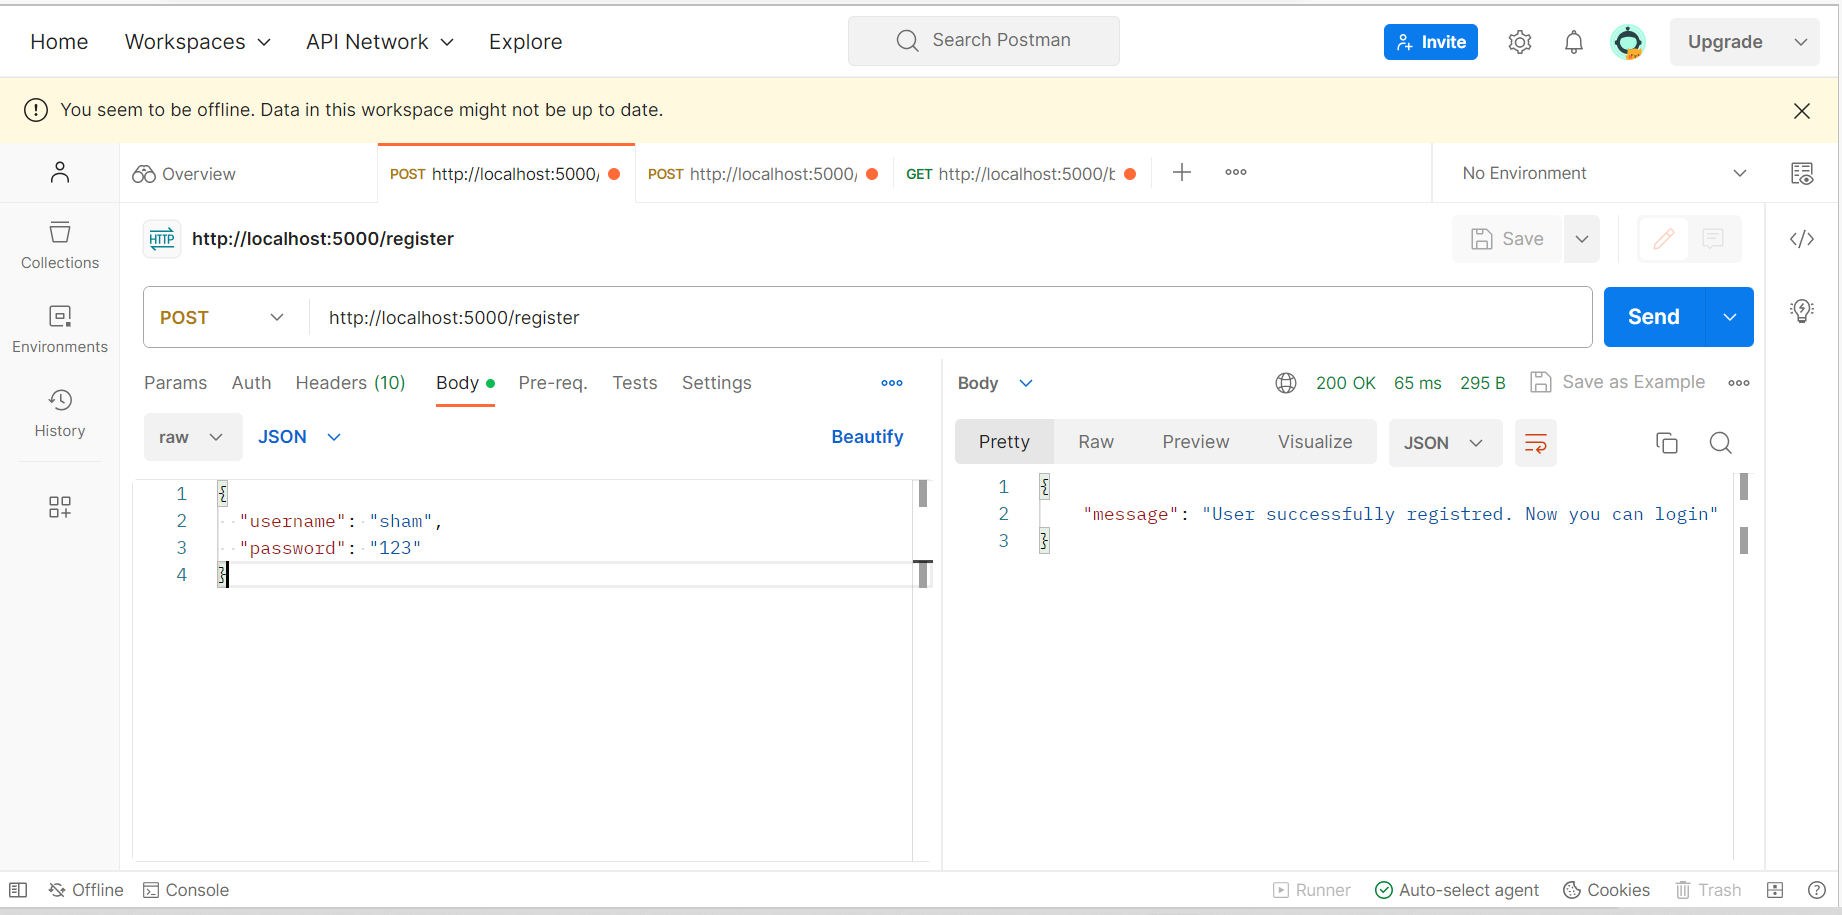 Home Workspaces API Network Explore Search Postman Invite Upgrade
You seem to be offline. Data in this workspace might not be up to date.
Overview POST http://localhost:5000/ POST http://localhost:5000/ GET http://localhost:5000/b No Environment
HTTP http://localhost:5000/register Save
Collections
POST http://localhost:5000/register Send
Environments
Params Auth Headers (10) Body Pre-req. Tests Settings
Body 200 OK 65 ms 295 B Save as Example
History
raw JSON Beautify
Pretty Raw Preview Visualize JSON
1 {
2 "username": "sham",
3 "password": "123"
4 }
1 {
2 "message": "User successfully registred. Now you can login"
3 }
Offline Console Runner Auto-select agent Cookies Trash